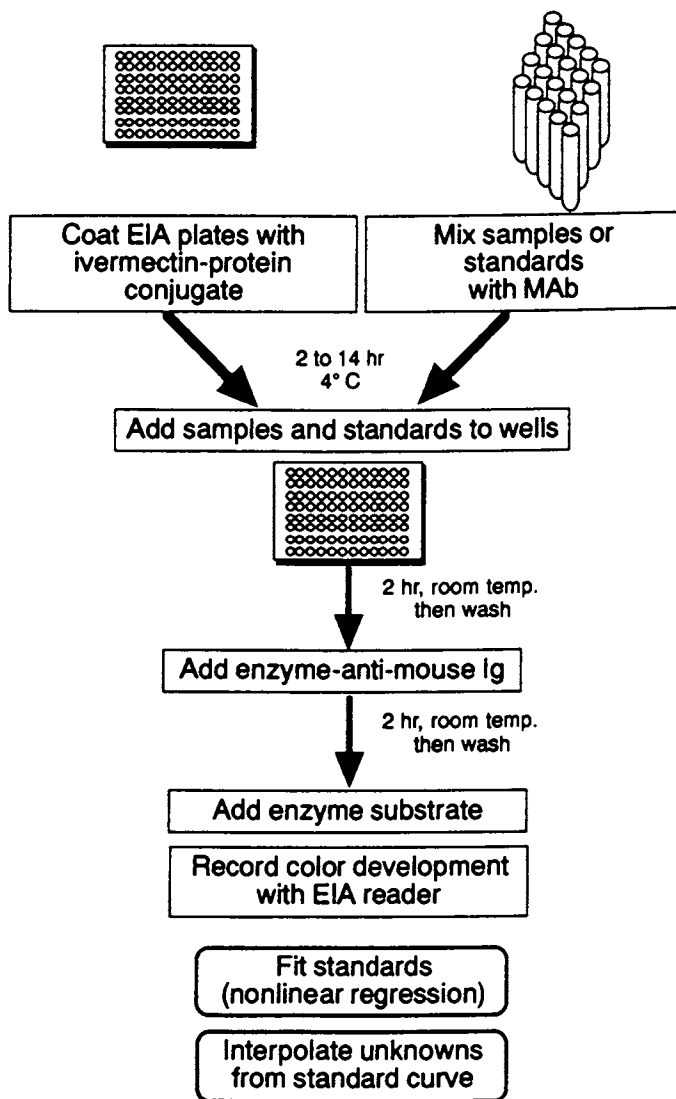 Coat EIA plates with
ivermectin-protein
conjugate
Mix samples or
standards
with MAb
2 to 14 hr
4° C
Add samples and standards to wells
2 hr, room temp.
then wash
Add enzyme-anti-mouse Ig
2 hr, room temp.
then wash
Add enzyme substrate
Record color development
with EIA reader
Fit standards
(nonlinear regression)
Interpolate unknowns
from standard curve